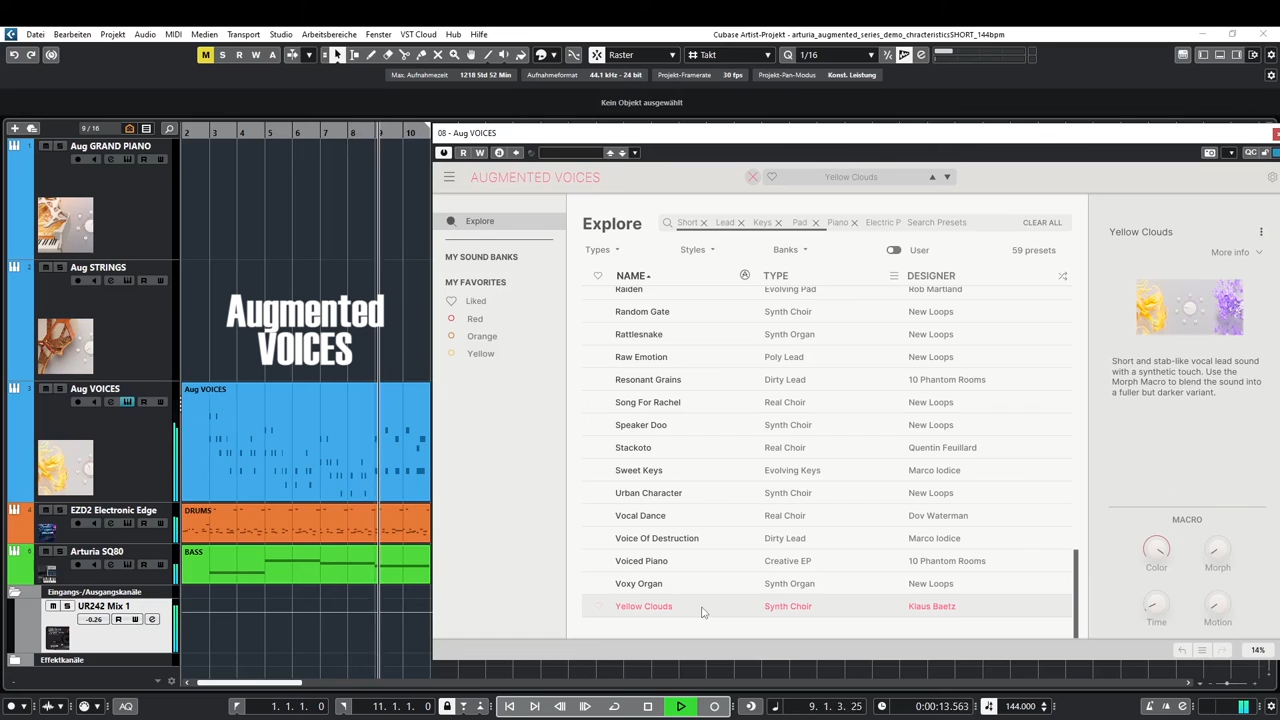 Datei Bearbeiten Projekt Audio MIDI Medien Transport Studio Arbeitsbereiche Fenster VST Cloud Hub Hilfe Cubase Artist-Projekt - arturia_augmented_series_demo_chracteristicsSHORT_144bpm
M S R W A Raster Takt Q 1/16
Max. Aufnahmezeit 1218 Std 52 Min Aufnahmeformat 44.1 kHz - 24 bit Projekt-Framerate 30 fps Projekt-Pan-Modus Konst. Leistung
Kein Objekt ausgewählt
9 / 16 2 3 4 5 6 7 8 9 10
08 - Aug VOICES
R W QC
AUGMENTED VOICES Yellow Clouds
Explore
MY SOUND BANKS
MY FAVORITES
Liked
Red
Orange
Yellow
Explore Short Lead Keys Pad Piano Electric P Search Presets CLEAR ALL
Types Styles Banks User 59 presets
NAME TYPE DESIGNER
Raiden Evolving Pad Rob Martland
Random Gate Synth Choir New Loops
Rattlesnake Synth Organ New Loops
Raw Emotion Poly Lead New Loops
Resonant Grains Dirty Lead 10 Phantom Rooms
Song For Rachel Real Choir New Loops
Speaker Doo Synth Choir New Loops
Stackoto Real Choir Quentin Feuillard
Sweet Keys Evolving Keys Marco Iodice
Urban Character Synth Choir New Loops
Vocal Dance Real Choir Dov Waterman
Voice Of Destruction Dirty Lead Marco Iodice
Voiced Piano Creative EP 10 Phantom Rooms
Voxy Organ Synth Organ New Loops
Yellow Clouds Synth Choir Klaus Baetz
Yellow Clouds
More info
Short and stab-like vocal lead sound
with a synthetic touch. Use the
Morph Macro to blend the sound into
a fuller but darker variant.
MACRO
Color Morph
Time Motion
14%
1 Aug GRAND PIANO
m S e R W
2 Aug STRINGS
m S e R W
Augmented
VOICES
3 Aug VOICES
m S e R W
Aug VOICES
4 EZD2 Electronic Edge
m S e R W
DRUMS
6 Arturia SQ80
m S e R W
BASS
Eingangs-/Ausgangskanäle
M S UR242 Mix 1
-0.26 R W e
Effektkanäle
AQ 1. 1. 1. 0 11. 1. 1. 0 9. 1. 3. 25 0:00:13.563 144.000